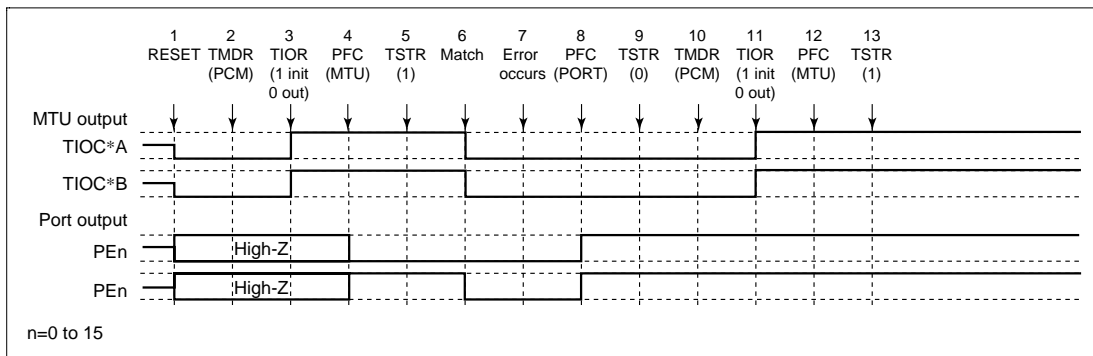 1 2 3 4 5 6 7 8 9 10 11 12 13
RESET TMDR TIOR PFC TSTR Match Error PFC TSTR TMDR TIOR PFC TSTR
(PCM) (1 init (MTU) (1) occurs (PORT) (0) (PCM) (1 init (MTU) (1)
0 out) 0 out)
MTU output
TIOC*A
TIOC*B
Port output
PEn High-Z
PEn High-Z
n=0 to 15